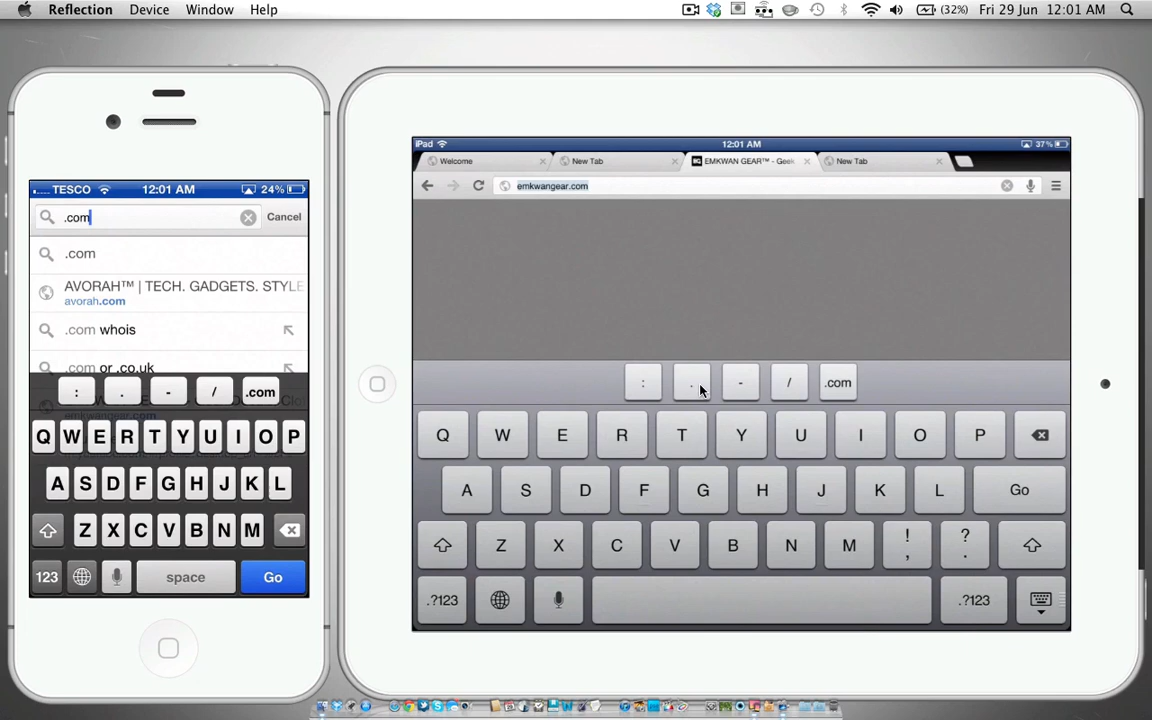 Reflection Device Window Help (32%) Fri 29 Jun 12:01 AM
TESCO 12:01 AM 24%
.com Cancel
.com
AVORAH™ | TECH. GADGETS. STYLE
avorah.com
.com whois
.com or .co.uk
: . - / .com
Q W E R T Y U I O P
A S D F G H J K L
Z X C V B N M
123 space Go
iPad 12:01 AM 37%
Welcome New Tab EMKWAN GEAR™ - Geek New Tab
emkwangear.com
: . - / .com
Q W E R T Y U I O P
A S D F G H J K L Go
Z X C V B N M ! , ? .
.?123 .?123